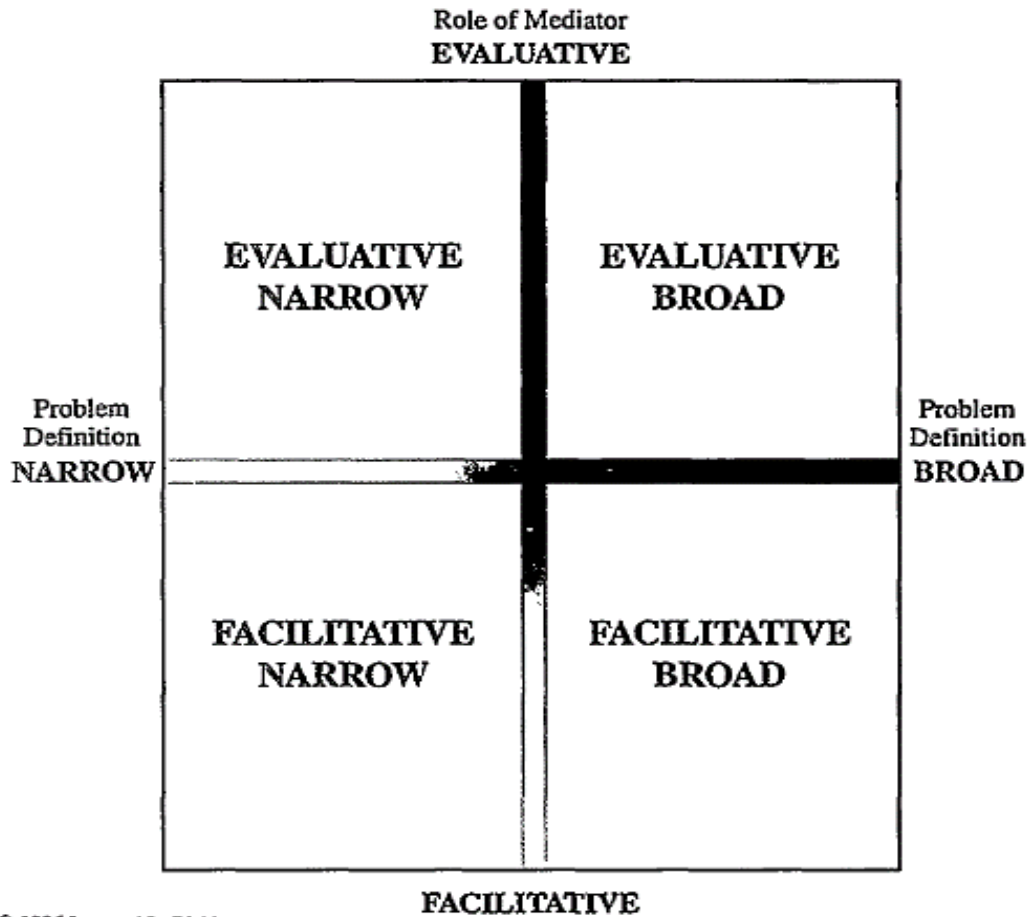 Role of Mediator
EVALUATIVE
EVALUATIVE
NARROW
EVALUATIVE
BROAD
Problem
Definition
NARROW
Problem
Definition
BROAD
FACILITATIVE
NARROW
FACILITATIVE
BROAD
FACILITATIVE